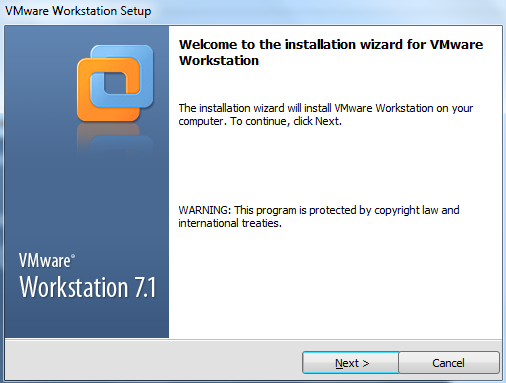 VMware Workstation Setup
Welcome to the installation wizard for VMware
Workstation
The installation wizard will install VMware Workstation on your
computer. To continue, click Next.
WARNING: This program is protected by copyright law and
international treaties.
VMware®
Workstation 7.1
Next >
Cancel